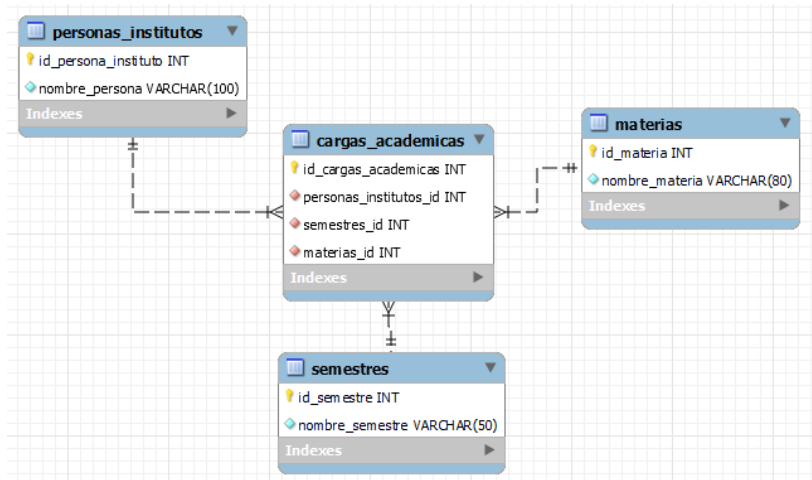 personas_institutos
id_persona_instituto INT
nombre_persona VARCHAR(100)
Indexes
cargas_academicas
id_cargas_academicas INT
personas_institutos_id INT
semestres_id INT
materias_id INT
Indexes
materias
id_materia INT
nombre_materia VARCHAR(80)
Indexes
semestres
id_semestre INT
nombre_semestre VARCHAR(50)
Indexes